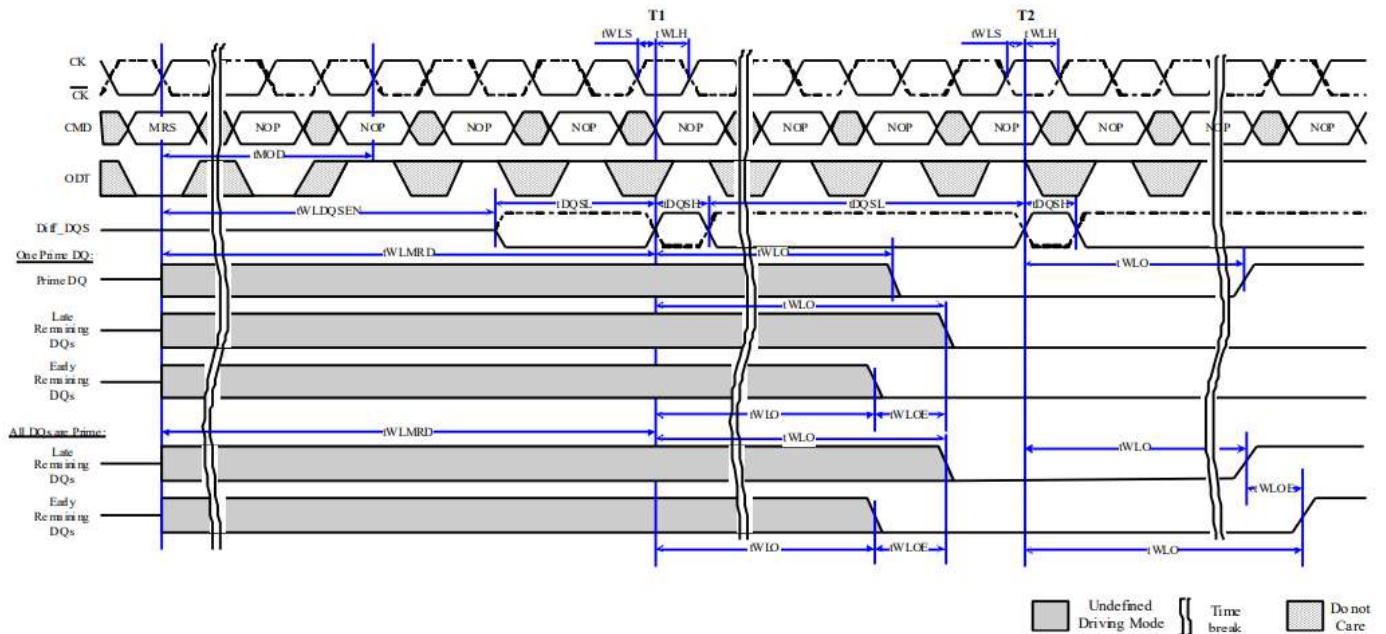 T1 T2
tWLS tWLH tWLS tWLH
CK
CK
CMD MRS NOP NOP NOP NOP NOP NOP NOP NOP NOP NOP NOP
tMOD
ODT
tWLDQSEN tDQSL tDQSH tDQSL tDQSH
Diff_DQS
One Prime DQ: tWLMRD tWLO tWLO
Prime DQ
tWLO
Late
Remaining
DQs
Early
Remaining
DQs
tWLO tWLOE
All DQs are Prime: tWLMRD tWLO tWLO
Late
Remaining
DQs
tWLOE
Early
Remaining
DQs
tWLO tWLOE tWLO
Undefined
Driving Mode
Time
break
Do not
Care